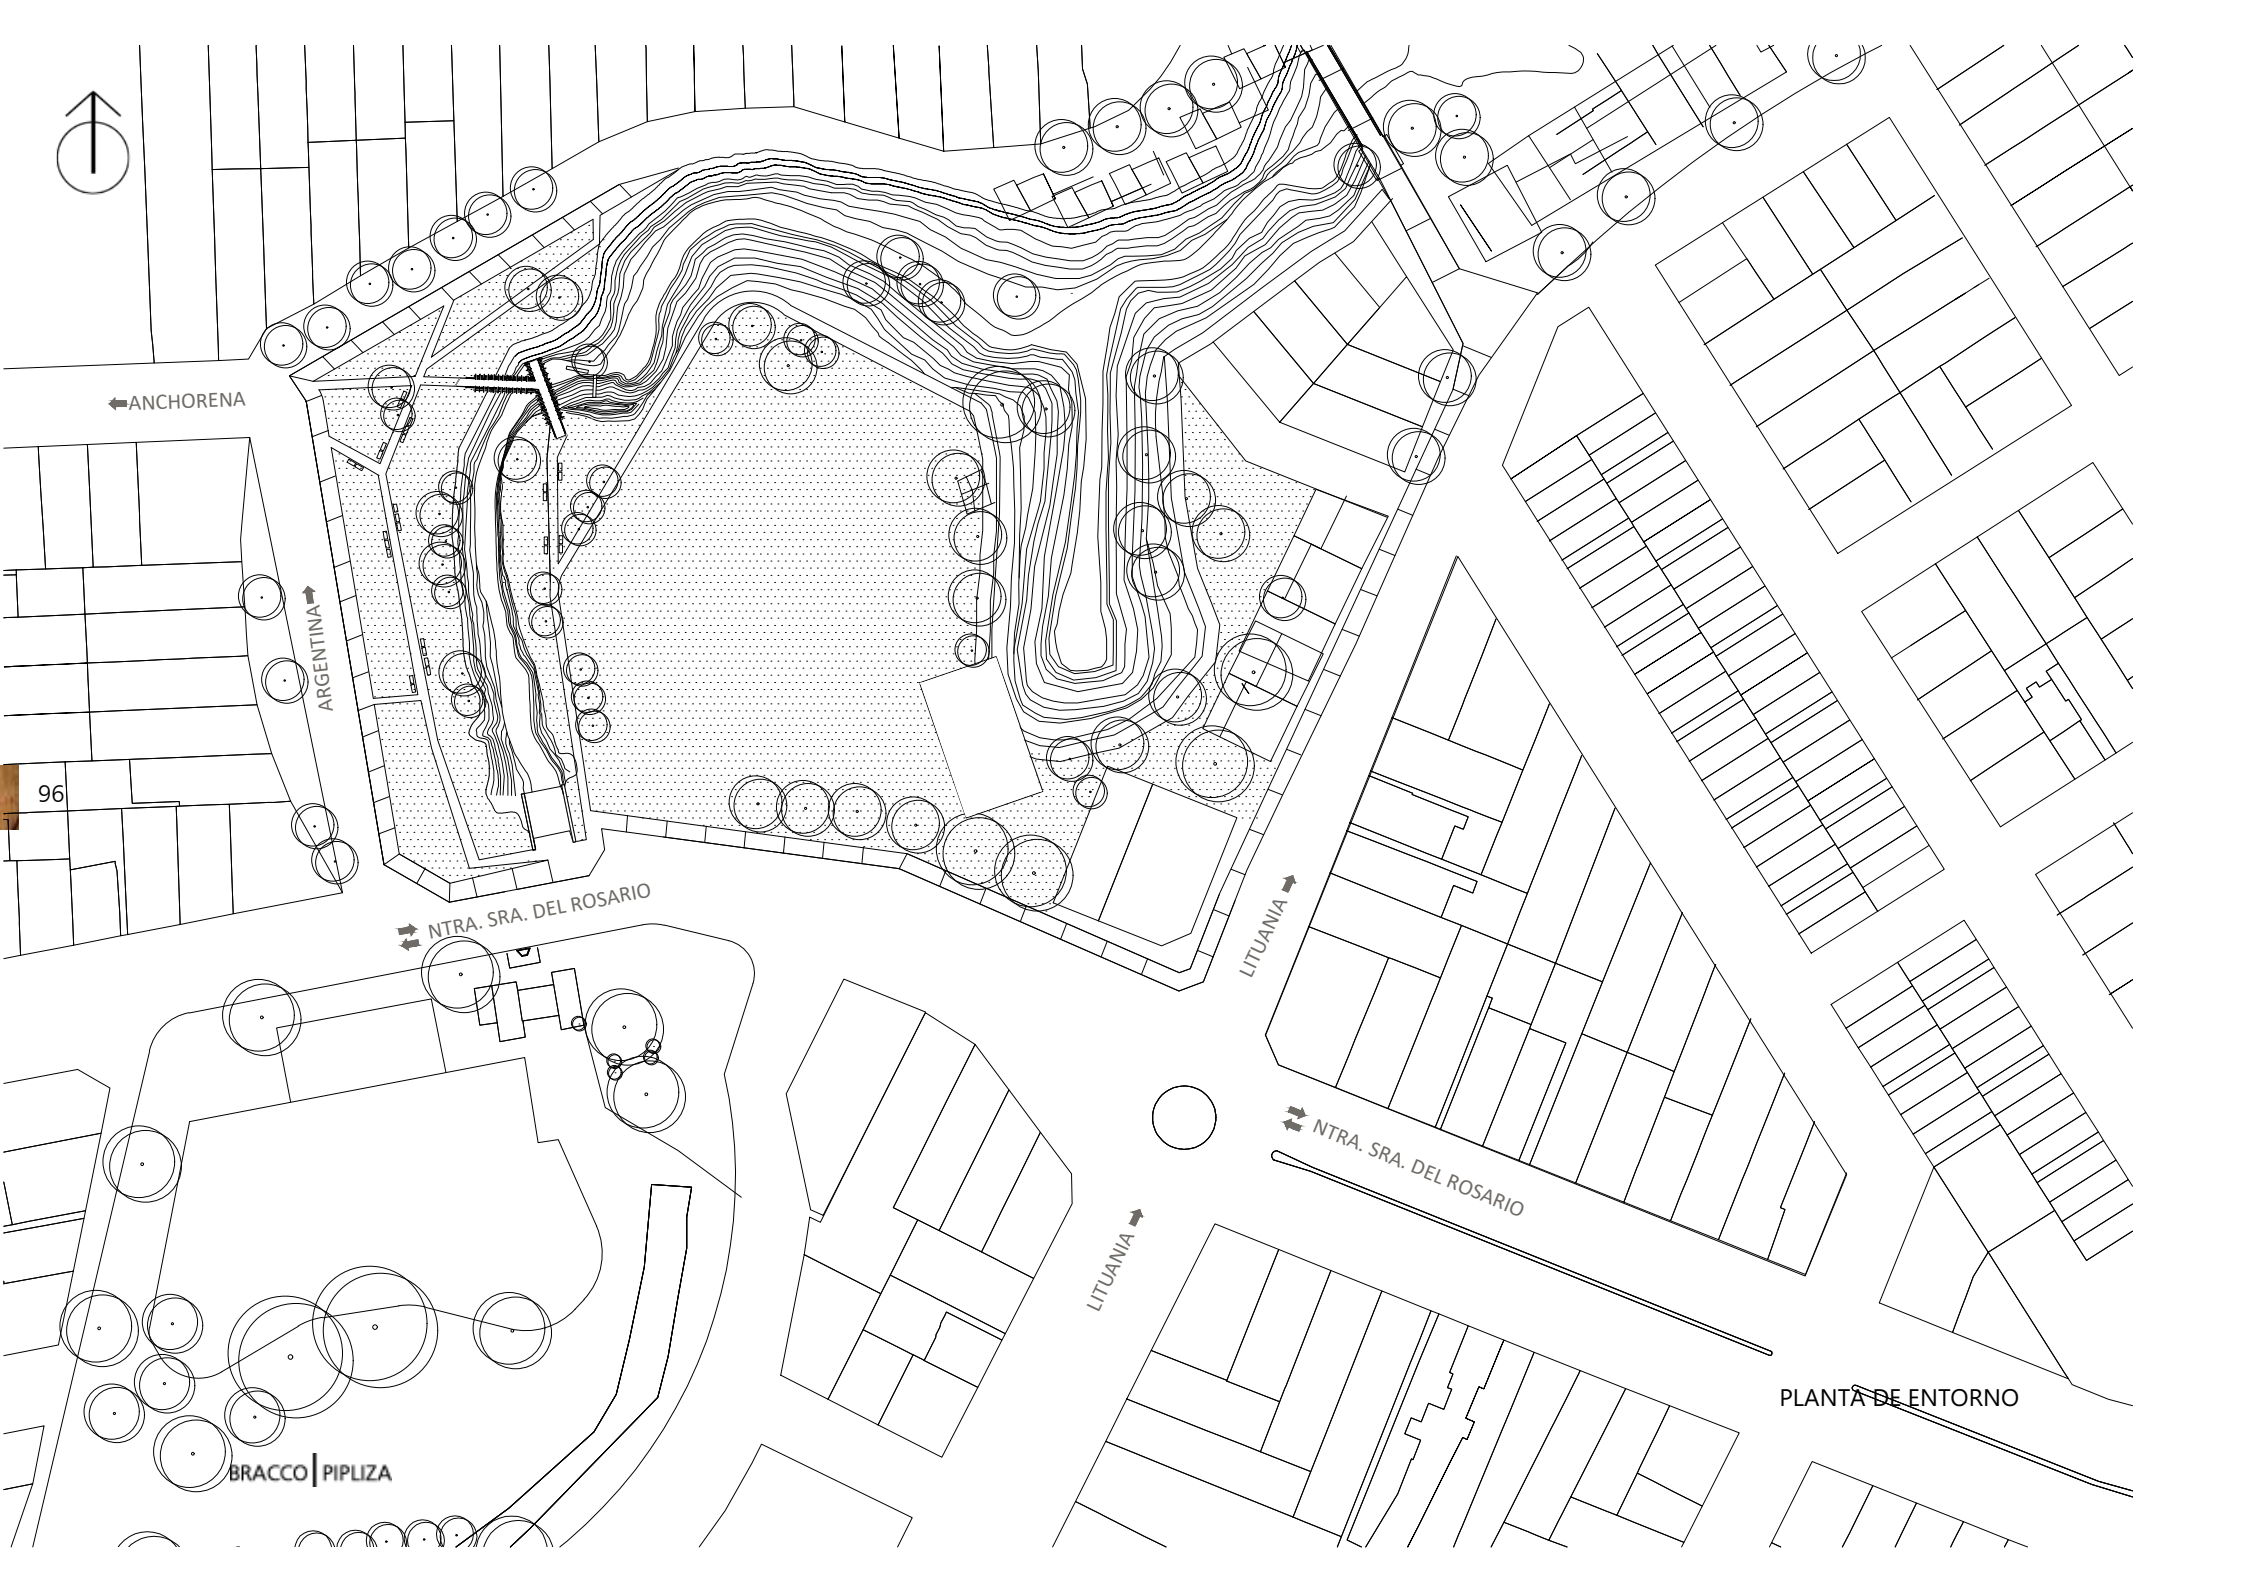 ANCHORENA
ARGENTINA
96
NTRA. SRA. DEL ROSARIO
LITUANIA
NTRA. SRA. DEL ROSARIO
LITUANIA
PLANTA DE ENTORNO
BRACCO|PIPLIZA